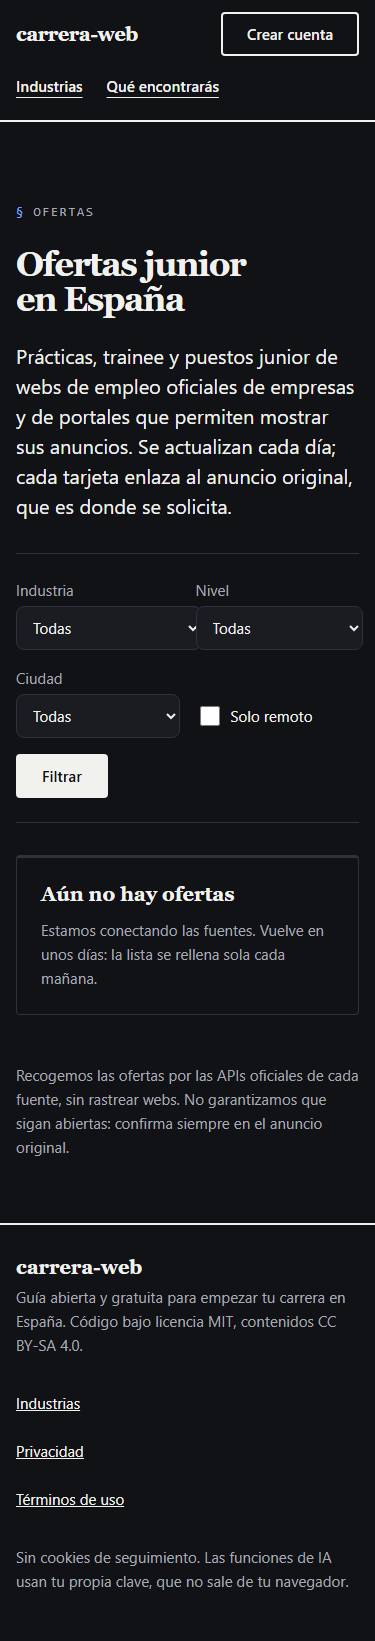 carrera-web
Crear cuenta
Industrias
Qué encontrarás
§ OFERTAS
Ofertas junior
en España
Prácticas, trainee y puestos junior de
webs de empleo oficiales de empresas
y de portales que permiten mostrar
sus anuncios. Se actualizan cada día;
cada tarjeta enlaza al anuncio original,
que es donde se solicita.
Industria
Nivel
Todas
Todas
Ciudad
Todas
Solo remoto
Filtrar
Aún no hay ofertas
Estamos conectando las fuentes. Vuelve en
unos días: la lista se rellena sola cada
mañana.
Recogemos las ofertas por las APIs oficiales de cada
fuente, sin rastrear webs. No garantizamos que
sigan abiertas: confirma siempre en el anuncio
original.
carrera-web
Guía abierta y gratuita para empezar tu carrera en
España. Código bajo licencia MIT, contenidos CC
BY-SA 4.0.
Industrias
Privacidad
Términos de uso
Sin cookies de seguimiento. Las funciones de IA
usan tu propia clave, que no sale de tu navegador.